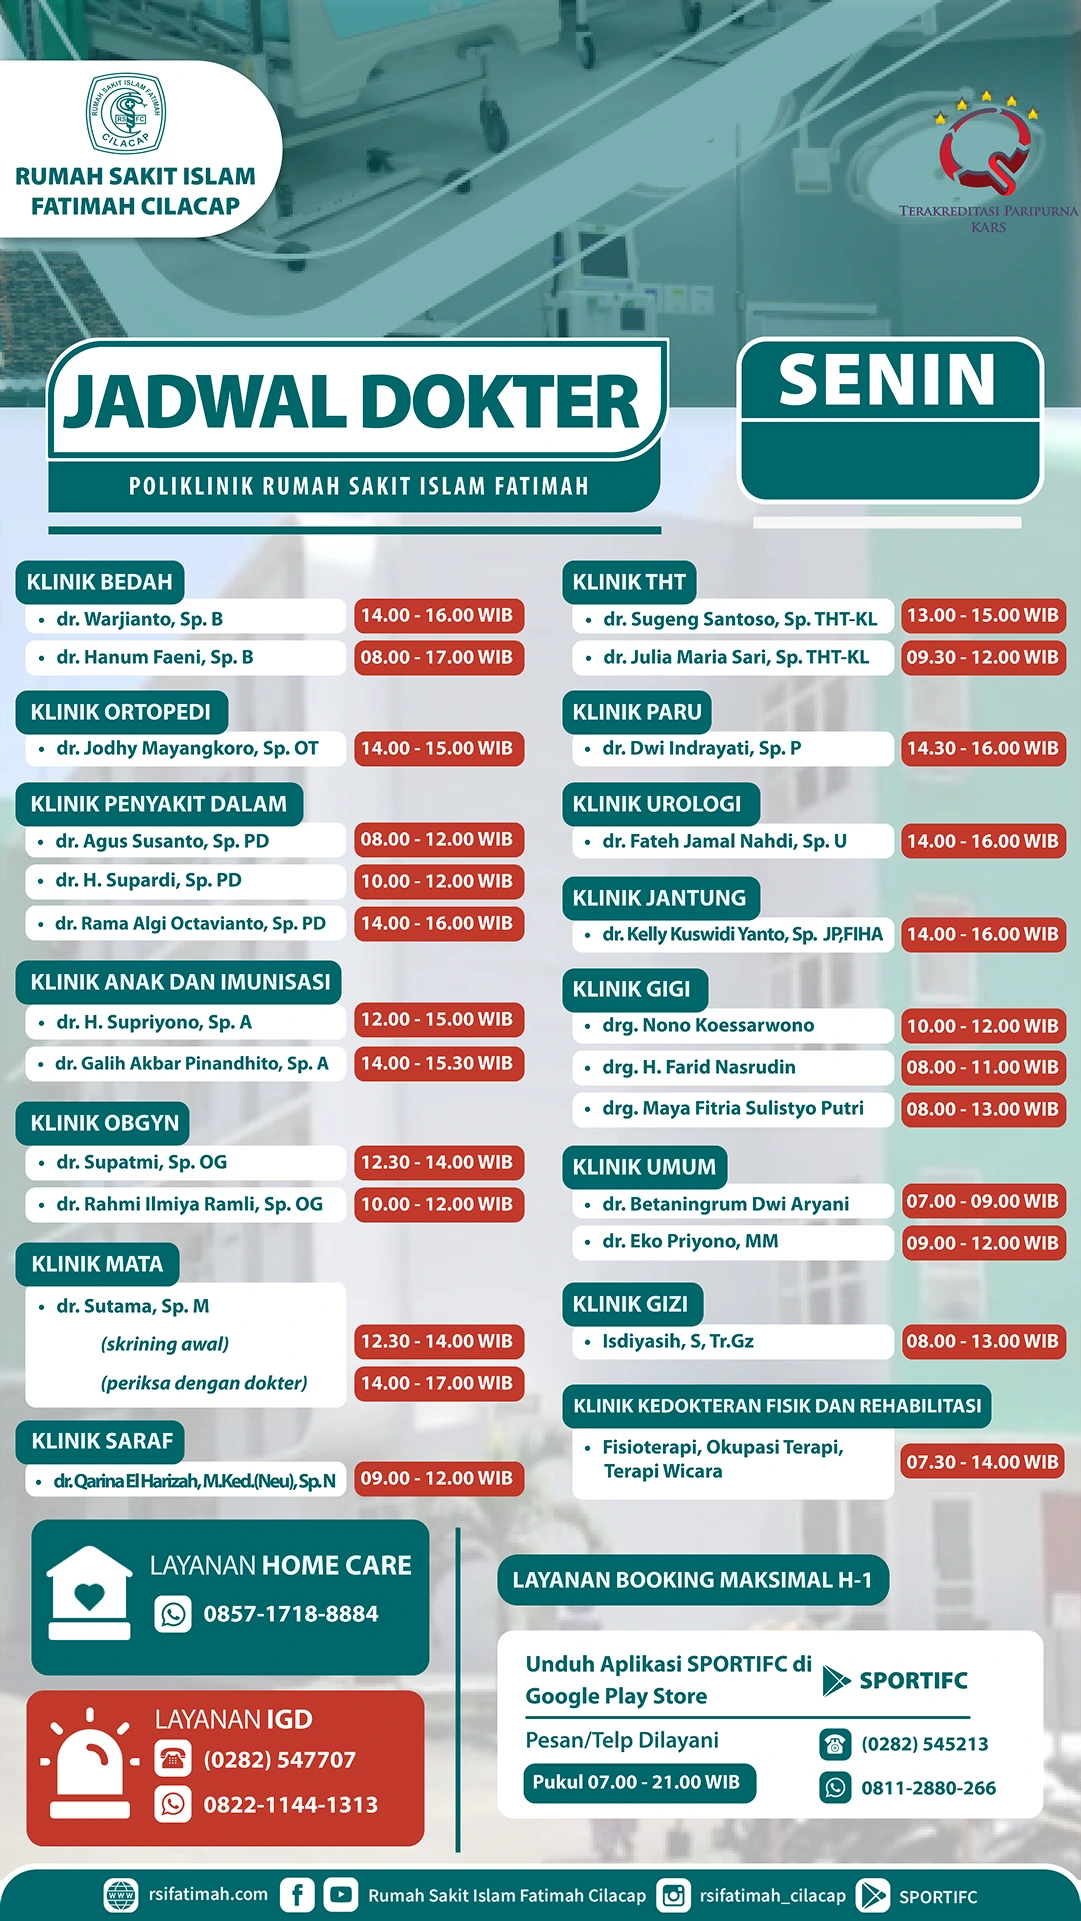 RUMAH SAKIT ISLAM FATIMAH
RS FC
CILACAP
RUMAH SAKIT ISLAM
FATIMAH CILACAP
TERAKREDITASI PARIPURNA
KARS
JADWAL DOKTER
POLIKLINIK RUMAH SAKIT ISLAM FATIMAH
SENIN
KLINIK BEDAH
• dr. Warjianto, Sp. B 14.00 - 16.00 WIB
• dr. Hanum Faeni, Sp. B 08.00 - 17.00 WIB
KLINIK ORTOPEDI
• dr. Jodhy Mayangkoro, Sp. OT 14.00 - 15.00 WIB
KLINIK PENYAKIT DALAM
• dr. Agus Susanto, Sp. PD 08.00 - 12.00 WIB
• dr. H. Supardi, Sp. PD 10.00 - 12.00 WIB
• dr. Rama Algi Octavianto, Sp. PD 14.00 - 16.00 WIB
KLINIK ANAK DAN IMUNISASI
• dr. H. Supriyono, Sp. A 12.00 - 15.00 WIB
• dr. Galih Akbar Pinandhito, Sp. A 14.00 - 15.30 WIB
KLINIK OBGYN
• dr. Supatmi, Sp. OG 12.30 - 14.00 WIB
• dr. Rahmi Ilmiya Ramli, Sp. OG 10.00 - 12.00 WIB
KLINIK MATA
• dr. Sutama, Sp. M
(skrining awal) 12.30 - 14.00 WIB
(periksa dengan dokter) 14.00 - 17.00 WIB
KLINIK SARAF
• dr. Qarina El Harizah, M.Ked.(Neu), Sp. N 09.00 - 12.00 WIB
KLINIK THT
• dr. Sugeng Santoso, Sp. THT-KL 13.00 - 15.00 WIB
• dr. Julia Maria Sari, Sp. THT-KL 09.30 - 12.00 WIB
KLINIK PARU
• dr. Dwi Indrayati, Sp. P 14.30 - 16.00 WIB
KLINIK UROLOGI
• dr. Fateh Jamal Nahdi, Sp. U 14.00 - 16.00 WIB
KLINIK JANTUNG
• dr. Kelly Kuswidi Yanto, Sp. JP,FIHA 14.00 - 16.00 WIB
KLINIK GIGI
• drg. Nono Koessarwono 10.00 - 12.00 WIB
• drg. H. Farid Nasrudin 08.00 - 11.00 WIB
• drg. Maya Fitria Sulistyo Putri 08.00 - 13.00 WIB
KLINIK UMUM
• dr. Betaningrum Dwi Aryani 07.00 - 09.00 WIB
• dr. Eko Priyono, MM 09.00 - 12.00 WIB
KLINIK GIZI
• Isdiyasih, S, Tr.Gz 08.00 - 13.00 WIB
KLINIK KEDOKTERAN FISIK DAN REHABILITASI
• Fisioterapi, Okupasi Terapi,
Terapi Wicara 07.30 - 14.00 WIB
LAYANAN HOME CARE
0857-1718-8884
LAYANAN IGD
(0282) 547707
0822-1144-1313
LAYANAN BOOKING MAKSIMAL H-1
Unduh Aplikasi SPORTIFC di
Google Play Store
SPORTIFC
Pesan/Telp Dilayani
Pukul 07.00 - 21.00 WIB
(0282) 545213
0811-2880-266
rsifatimah.com Rumah Sakit Islam Fatimah Cilacap rsifatimah_cilacap SPORTIFC